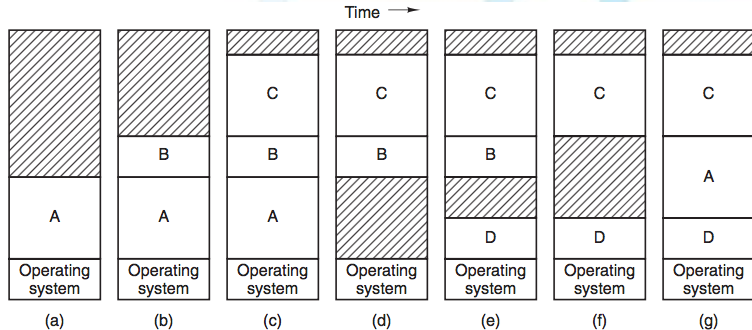 Time
A
Operating
system
(a)
B
A
Operating
system
(b)
C
B
A
Operating
system
(c)
C
B
Operating
system
(d)
C
B
D
Operating
system
(e)
C
D
Operating
system
(f)
C
A
D
Operating
system
(g)